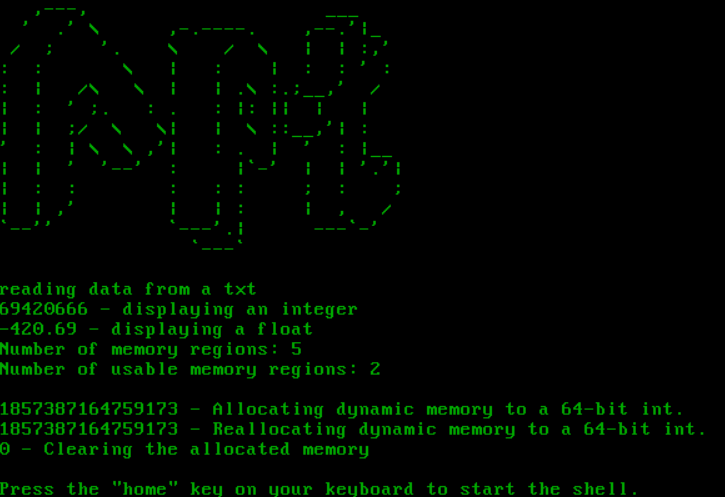 reading data from a txt
69420666 - displaying an integer
-420.69 - displaying a float
Number of memory regions: 5
Number of usable memory regions: 2
1857387164759173 - Allocating dynamic memory to a 64-bit int.
1857387164759173 - Reallocating dynamic memory to a 64-bit int.
0 - Clearing the allocated memory
Press the "home" key on your keyboard to start the shell.